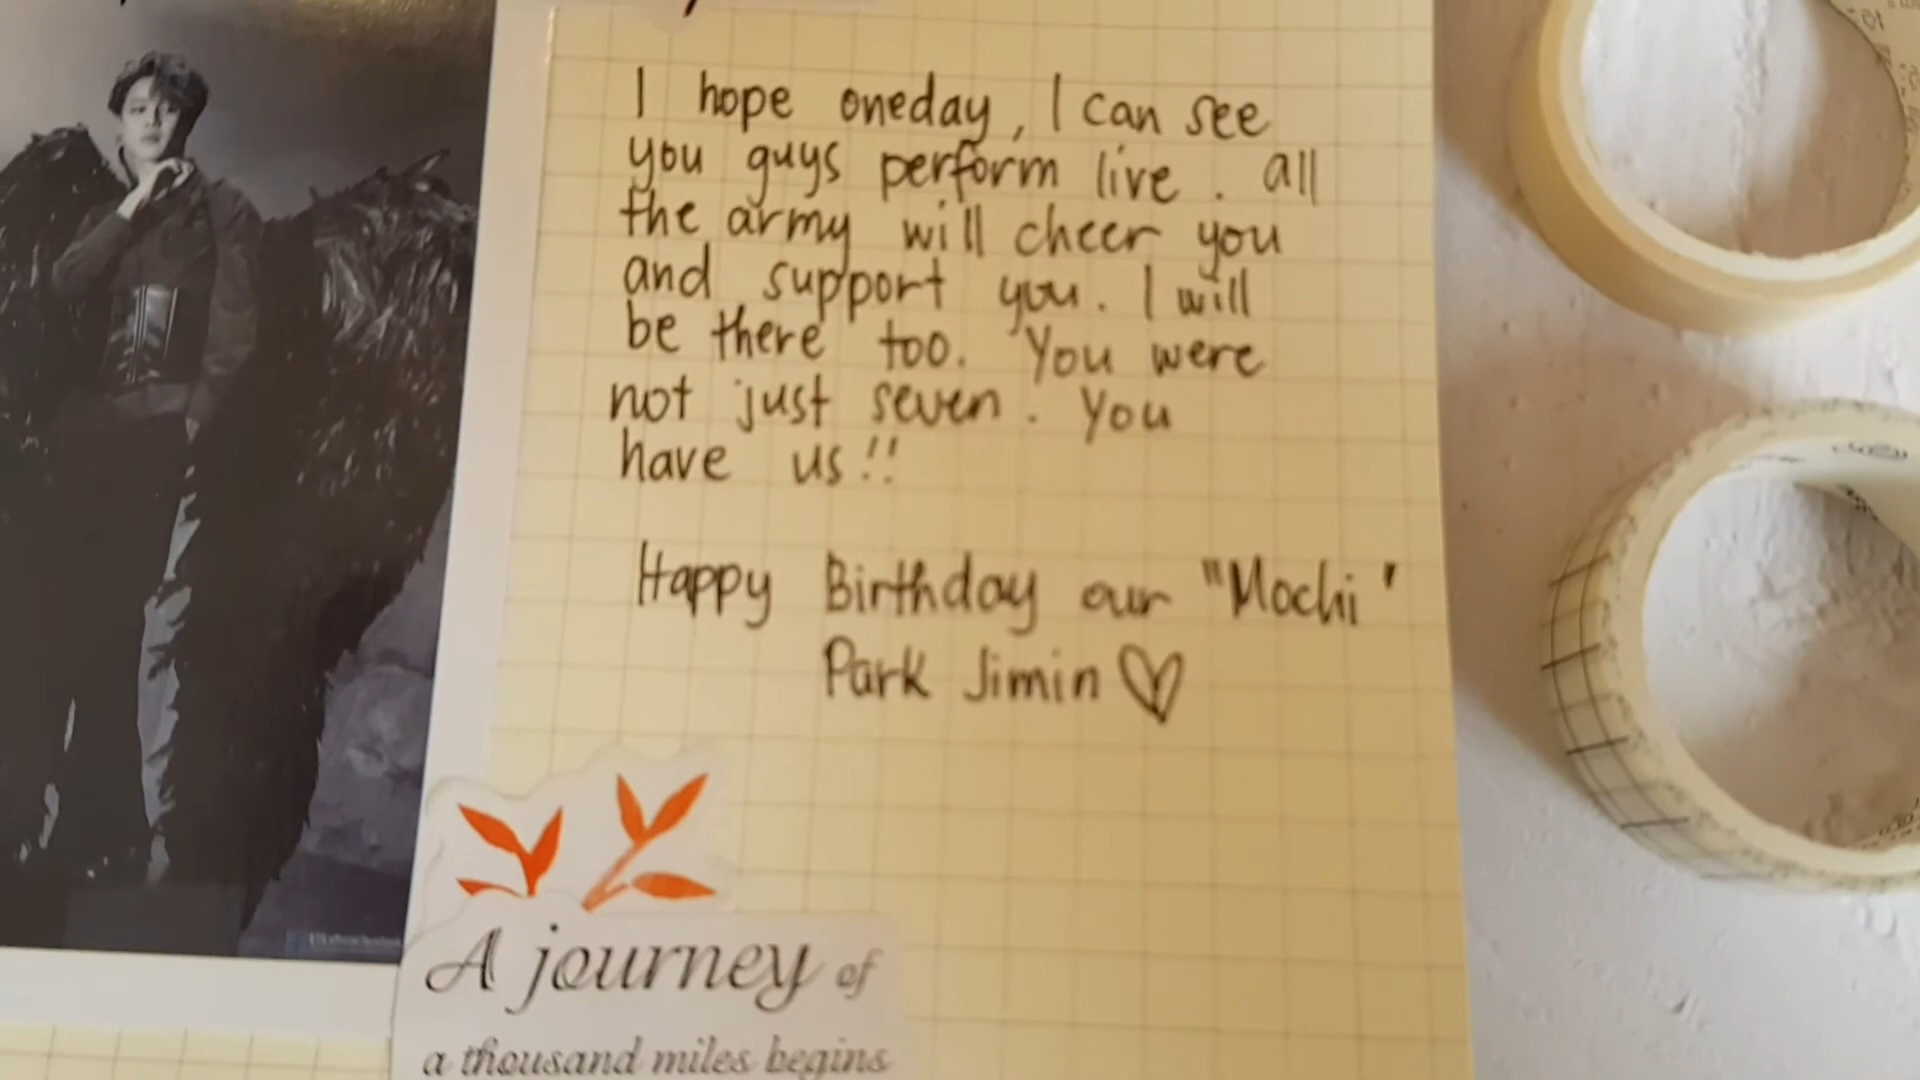 I hope oneday, I can see
you guys perform live. all
the army will cheer you
and support you. I will
be there too. You were
not just seven. You
have us!!
Happy Birthday our "Mochi"
Park Jimin ♡
A journey of
a thousand miles begins